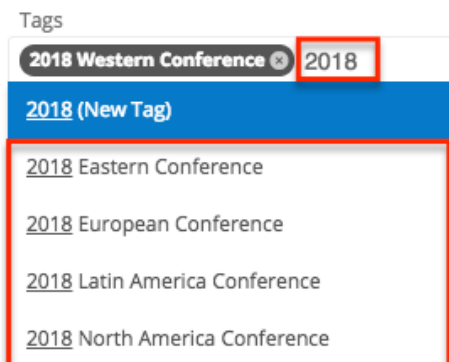 Tags
2018 Western Conference 2018
2018 (New Tag)
2018 Eastern Conference
2018 European Conference
2018 Latin America Conference
2018 North America Conference